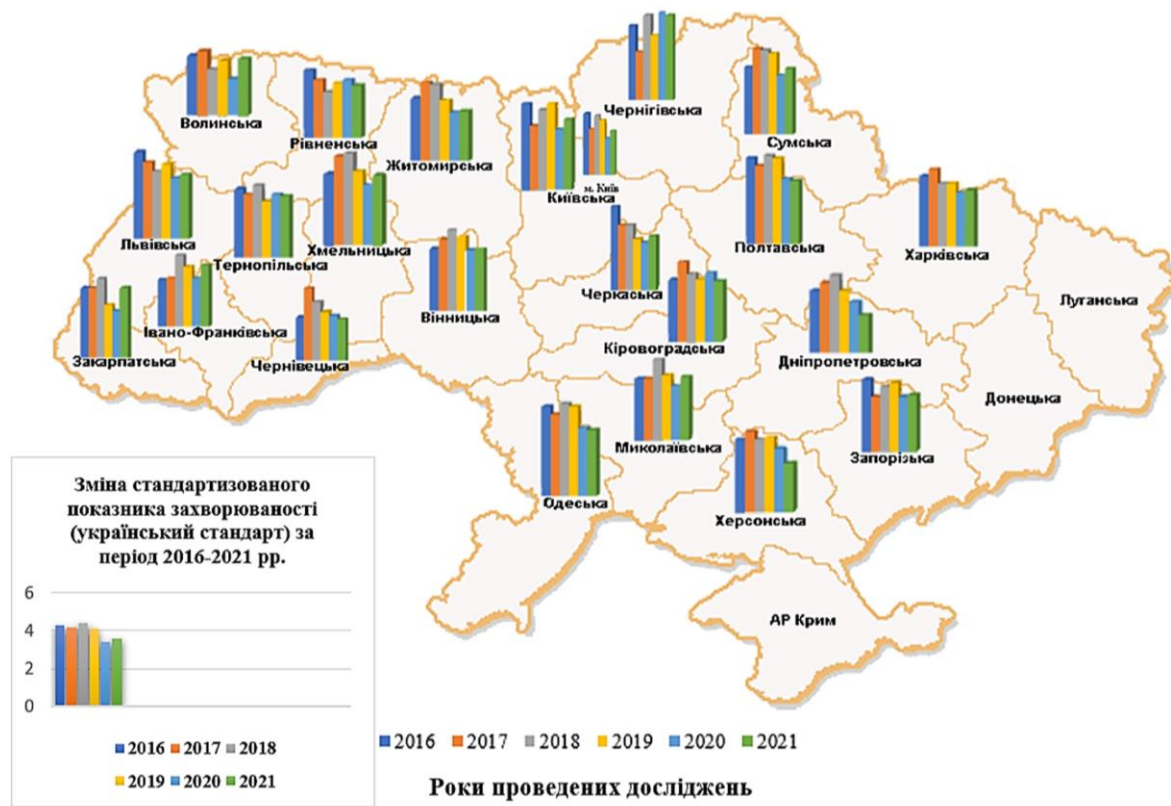 Чернігівська
Волинська
Рівненська
Сумська
Житомирська
м. Київ
Київська
Львівська
Хмельницька
Тернопільська
Полтавська
Харківська
Луганська
Черкаська
Вінницька
Івано-Франківська
Закарпатська
Чернівецька
Кіровоградська
Дніпропетровська
Донецька
Миколаївська
Запорізька
Одеська
Херсонська
АР Крим
Зміна стандартизованого
показника захворюваності
(український стандарт) за
період 2016-2021 рр.
6
4
2
0
2016 2017 2018
2019 2020 2021
2016 2017 2018 2019 2020 2021
Роки проведених досліджень